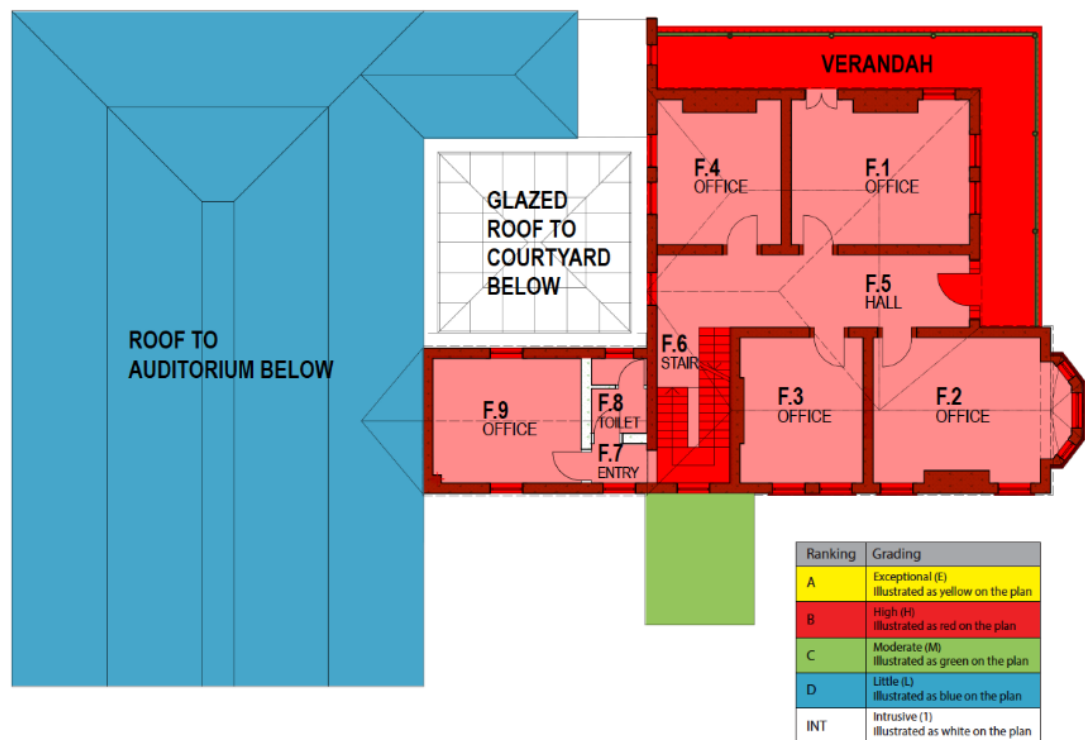 VERANDAH
F.4
OFFICE
F.1
OFFICE
GLAZED
ROOF TO
COURTYARD
BELOW
F.5
HALL
ROOF TO
AUDITORIUM BELOW
F.6
STAIR
F.9
OFFICE
F.8
TOILET
F.3
OFFICE
F.2
OFFICE
F.7
ENTRY
Ranking Grading
A Exceptional (E)
Illustrated as yellow on the plan
B High (H)
Illustrated as red on the plan
C Moderate (M)
Illustrated as green on the plan
D Little (L)
Illustrated as blue on the plan
INT Intrusive (1)
Illustrated as white on the plan